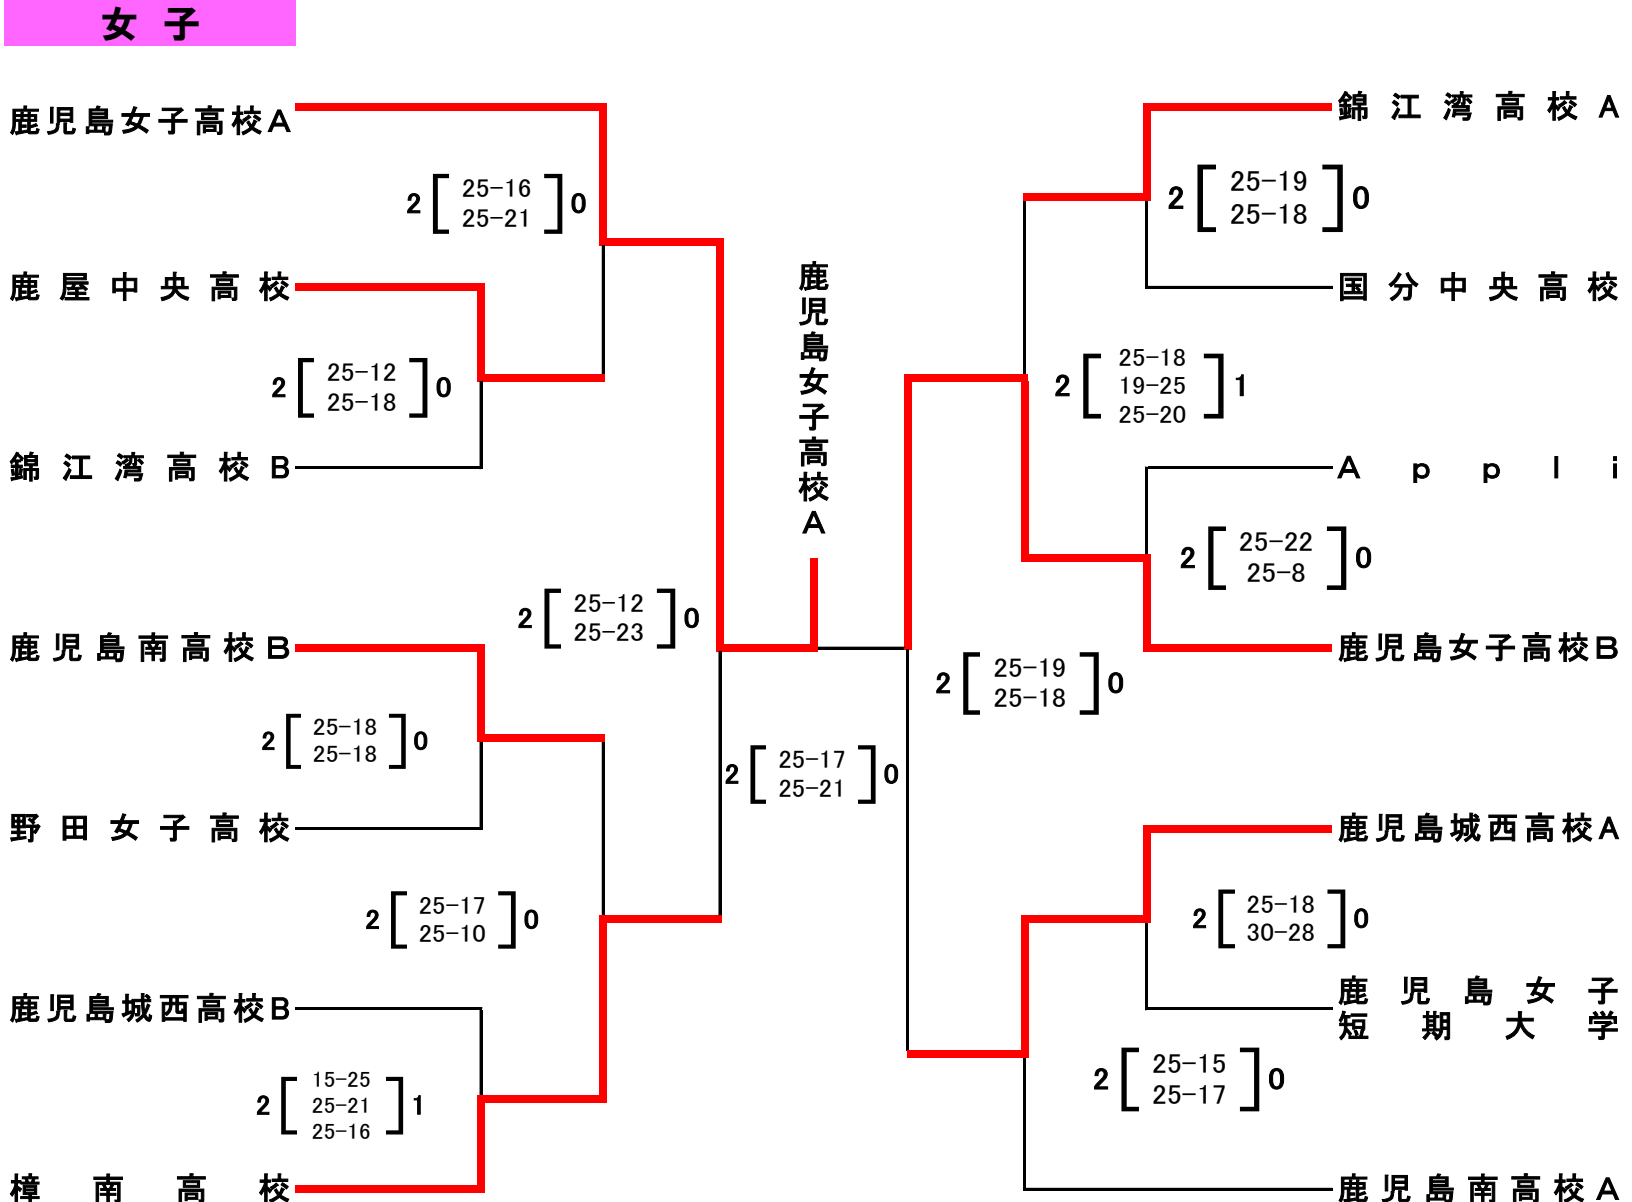 女子
鹿児島女子高校A
2 [ 25-16 ] 0
25-21
鹿屋中央高校
2 [ 25-12 ] 0
25-18
錦江湾高校B
鹿児島南高校B
2 [ 25-18 ] 0
25-18
野田女子高校
2 [ 25-17 ] 0
25-10
鹿児島城西高校B
2 [ 15-25 ] 1
25-21
25-16
樟南高校
2 [ 25-12 ] 0
25-23
鹿児島女子高校A
2 [ 25-17 ] 0
25-21
2 [ 25-19 ] 0
25-18
錦江湾高校A
2 [ 25-19 ] 0
25-18
国分中央高校
2 [ 25-18 ] 1
19-25
25-20
Appli
2 [ 25-22 ] 0
25-8
鹿児島女子高校B
鹿児島城西高校A
2 [ 25-18 ] 0
30-28
鹿児島女子
短期大学
2 [ 25-15 ] 0
25-17
鹿児島南高校A